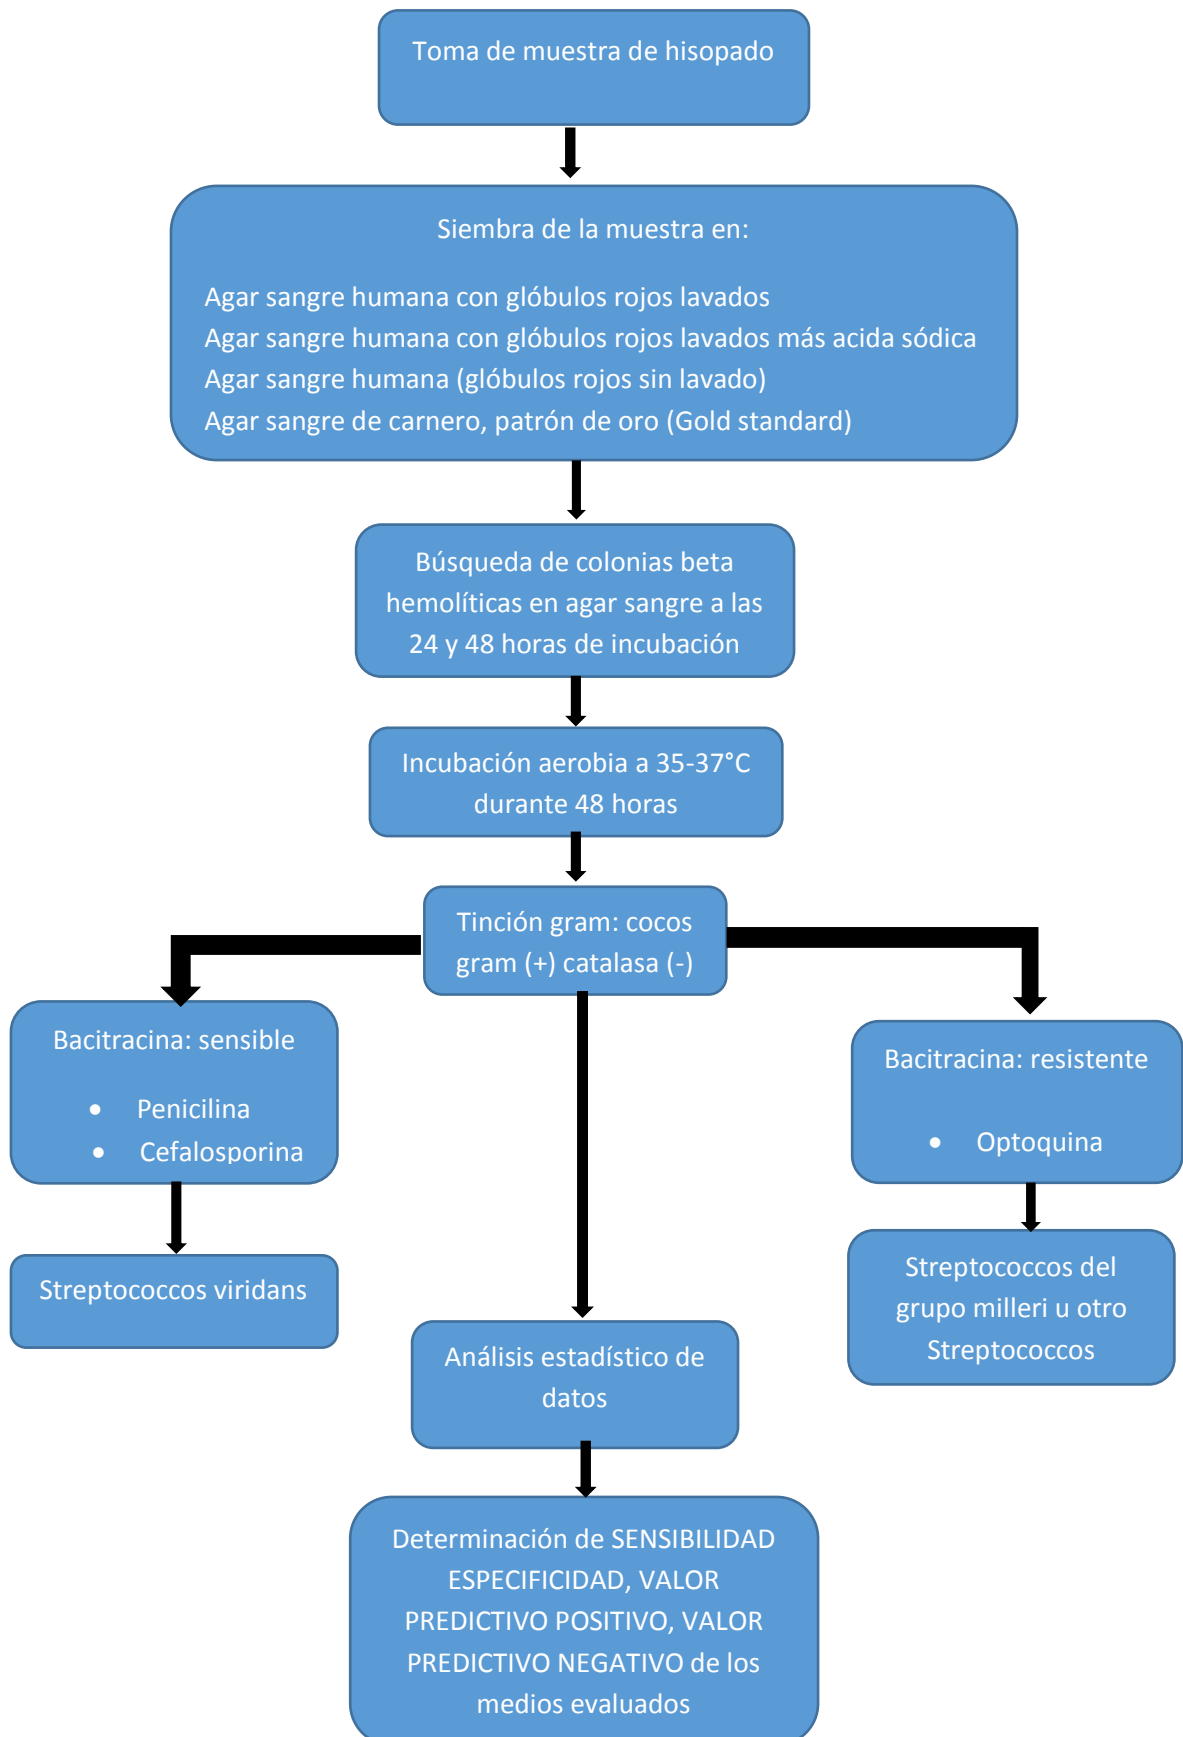 Toma de muestra de hisopado
Siembra de la muestra en:
Agar sangre humana con glóbulos rojos lavados
Agar sangre humana con glóbulos rojos lavados más acida sódica
Agar sangre humana (glóbulos rojos sin lavado)
Agar sangre de carnero, patrón de oro (Gold standard)
Búsqueda de colonias beta
hemolíticas en agar sangre a las
24 y 48 horas de incubación
Incubación aerobia a 35-37°C
durante 48 horas
Tinción gram: cocos
gram (+) catalasa (-)
Bacitracina: sensible
• Penicilina
• Cefalosporina
Streptococcos viridans
Bacitracina: resistente
• Optoquina
Streptococcos del
grupo milleri u otro
Streptococcos
Análisis estadístico de
datos
Determinación de SENSIBILIDAD
ESPECIFICIDAD, VALOR
PREDICTIVO POSITIVO, VALOR
PREDICTIVO NEGATIVO de los
medios evaluados